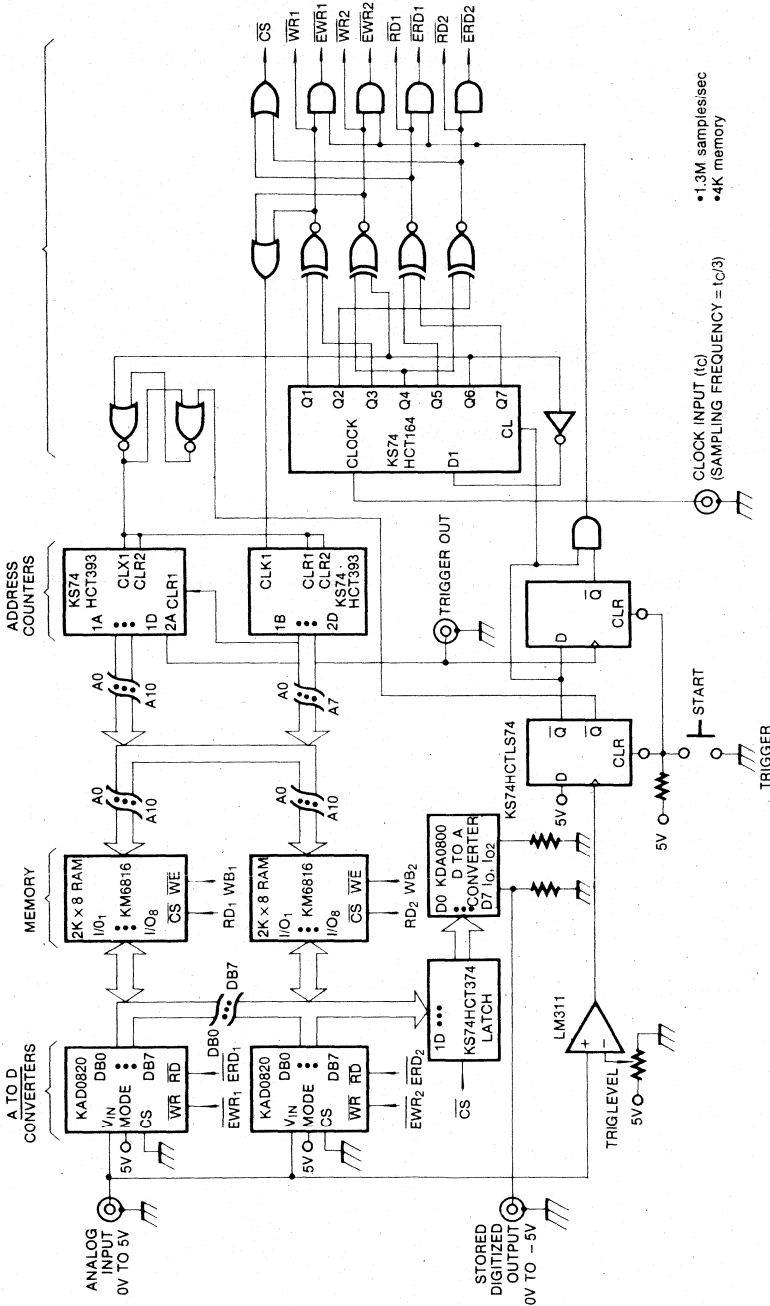 A TO D
CONVERTERS
MEMORY
ADDRESS
COUNTERS
ANALOG
INPUT
0V TO 5V
KAD0820
VIN
DB0
MODE
5V
CS
DB7
WR RD
EWR1 ERD1
KAD0820
VIN
DB0
MODE
5V
CS
DB7
WR RD
EWR2 ERD2
DB0 DB7
2K x 8 RAM
I/O1
KM6816
I/O8
CS WE
RD1 WB1
2K x 8 RAM
I/O1
KM6816
I/O8
CS WE
RD2 WB2
A0
A10
A0
A10
A0
A10
A0
A7
KS74
HCT393
1A
CLX1
CLR2
1D
2A CLR1
CLK1
1B
CLR1
CLR2
KS74
HCT393
2D
1D
KS74HCT374
LATCH
CS
D0 KDA0800
D TO A
CONVERTER
D7 IO, IO2
STORED
DIGITIZED
OUTPUT
0V TO – 5V
TRIGGER OUT
LM311
+
–
TRIG LEVEL
5V
KS74HCTLS74
5V
D
Q
Q
CLR
D
Q
CLR
5V
START
TRIGGER
CLOCK
KS74
HCT164
D1
CL
Q1
Q2
Q3
Q4
Q5
Q6
Q7
CS
WR1
EWR1
WR2
EWR2
RD1
ERD1
RD2
ERD2
CLOCK INPUT (tC)
(SAMPLING FREQUENCY = tC/3)
•1.3M samples/sec
•4K memory